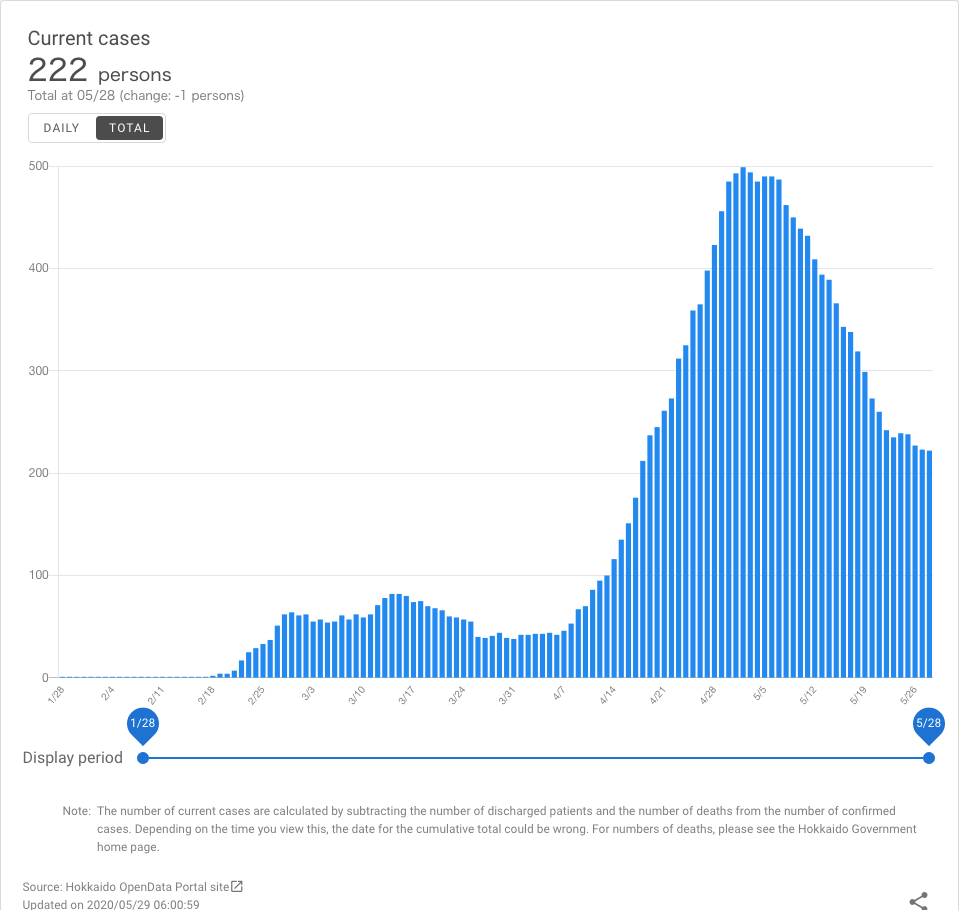 Current cases
222 persons
Total at 05/28 (change: -1 persons)
DAILY TOTAL
500
400
300
200
100
0
1/28 2/4 2/11 2/18 2/25 3/3 3/10 3/17 3/24 3/31 4/7 4/14 4/21 4/28 5/5 5/12 5/19 5/26
1/28 5/28
Display period
Note: The number of current cases are calculated by subtracting the number of discharged patients and the number of deaths from the number of confirmed
cases. Depending on the time you view this, the date for the cumulative total could be wrong. For numbers of deaths, please see the Hokkaido Government
home page.
Source: Hokkaido OpenData Portal site
Updated on 2020/05/29 06:00:59